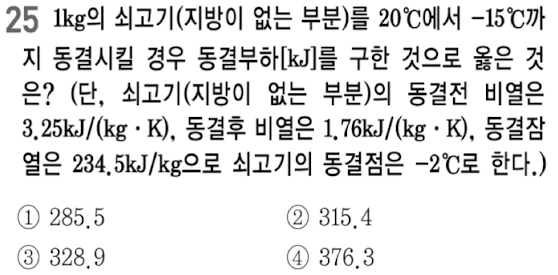 25 1kg의 쇠고기(지방이 없는 부분)를 20℃에서 -15℃까
지 동결시킬 경우 동결부하[kJ]를 구한 것으로 옳은 것
은? (단, 쇠고기(지방이 없는 부분)의 동결전 비열은
3.25kJ/(kg · K), 동결후 비열은 1.76kJ/(kg · K), 동결잠
열은 234.5kJ/kg으로 쇠고기의 동결점은 -2℃로 한다.)
① 285.5 ② 315.4
③ 328.9 ④ 376.3